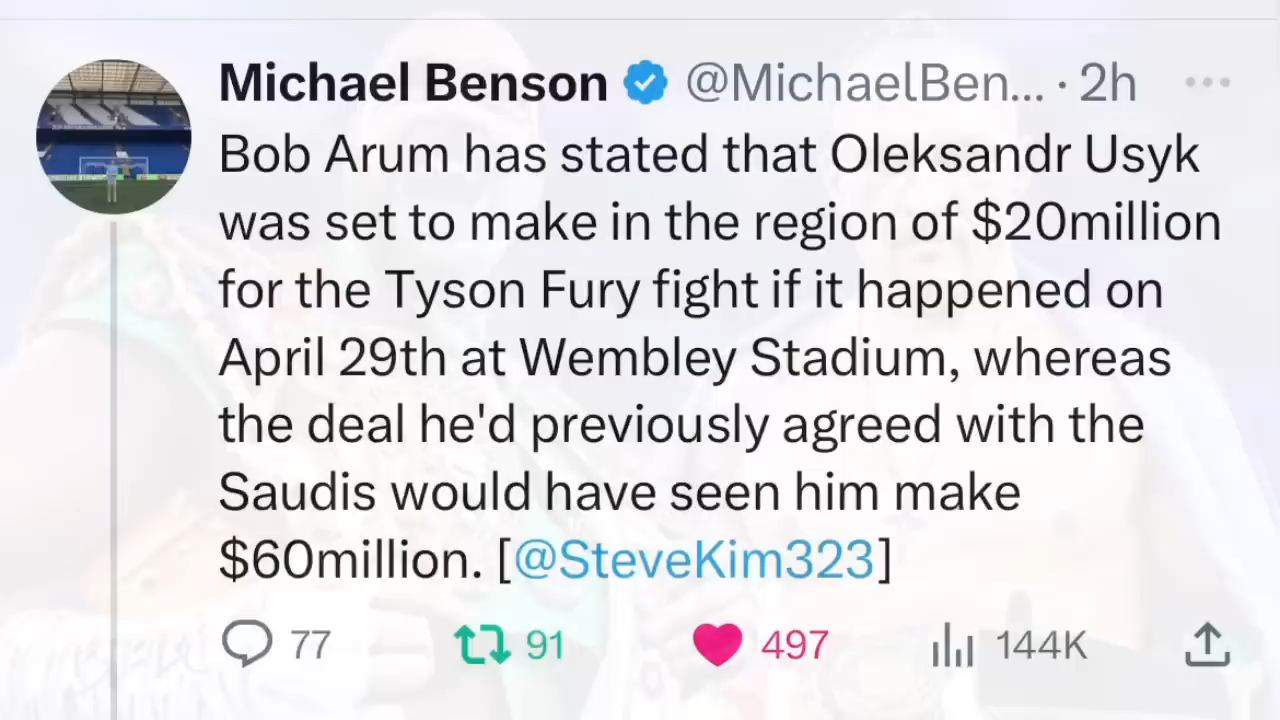 Michael Benson @MichaelBen... · 2h
Bob Arum has stated that Oleksandr Usyk
was set to make in the region of $20million
for the Tyson Fury fight if it happened on
April 29th at Wembley Stadium, whereas
the deal he'd previously agreed with the
Saudis would have seen him make
$60million. [@SteveKim323]
77 91 497 144K